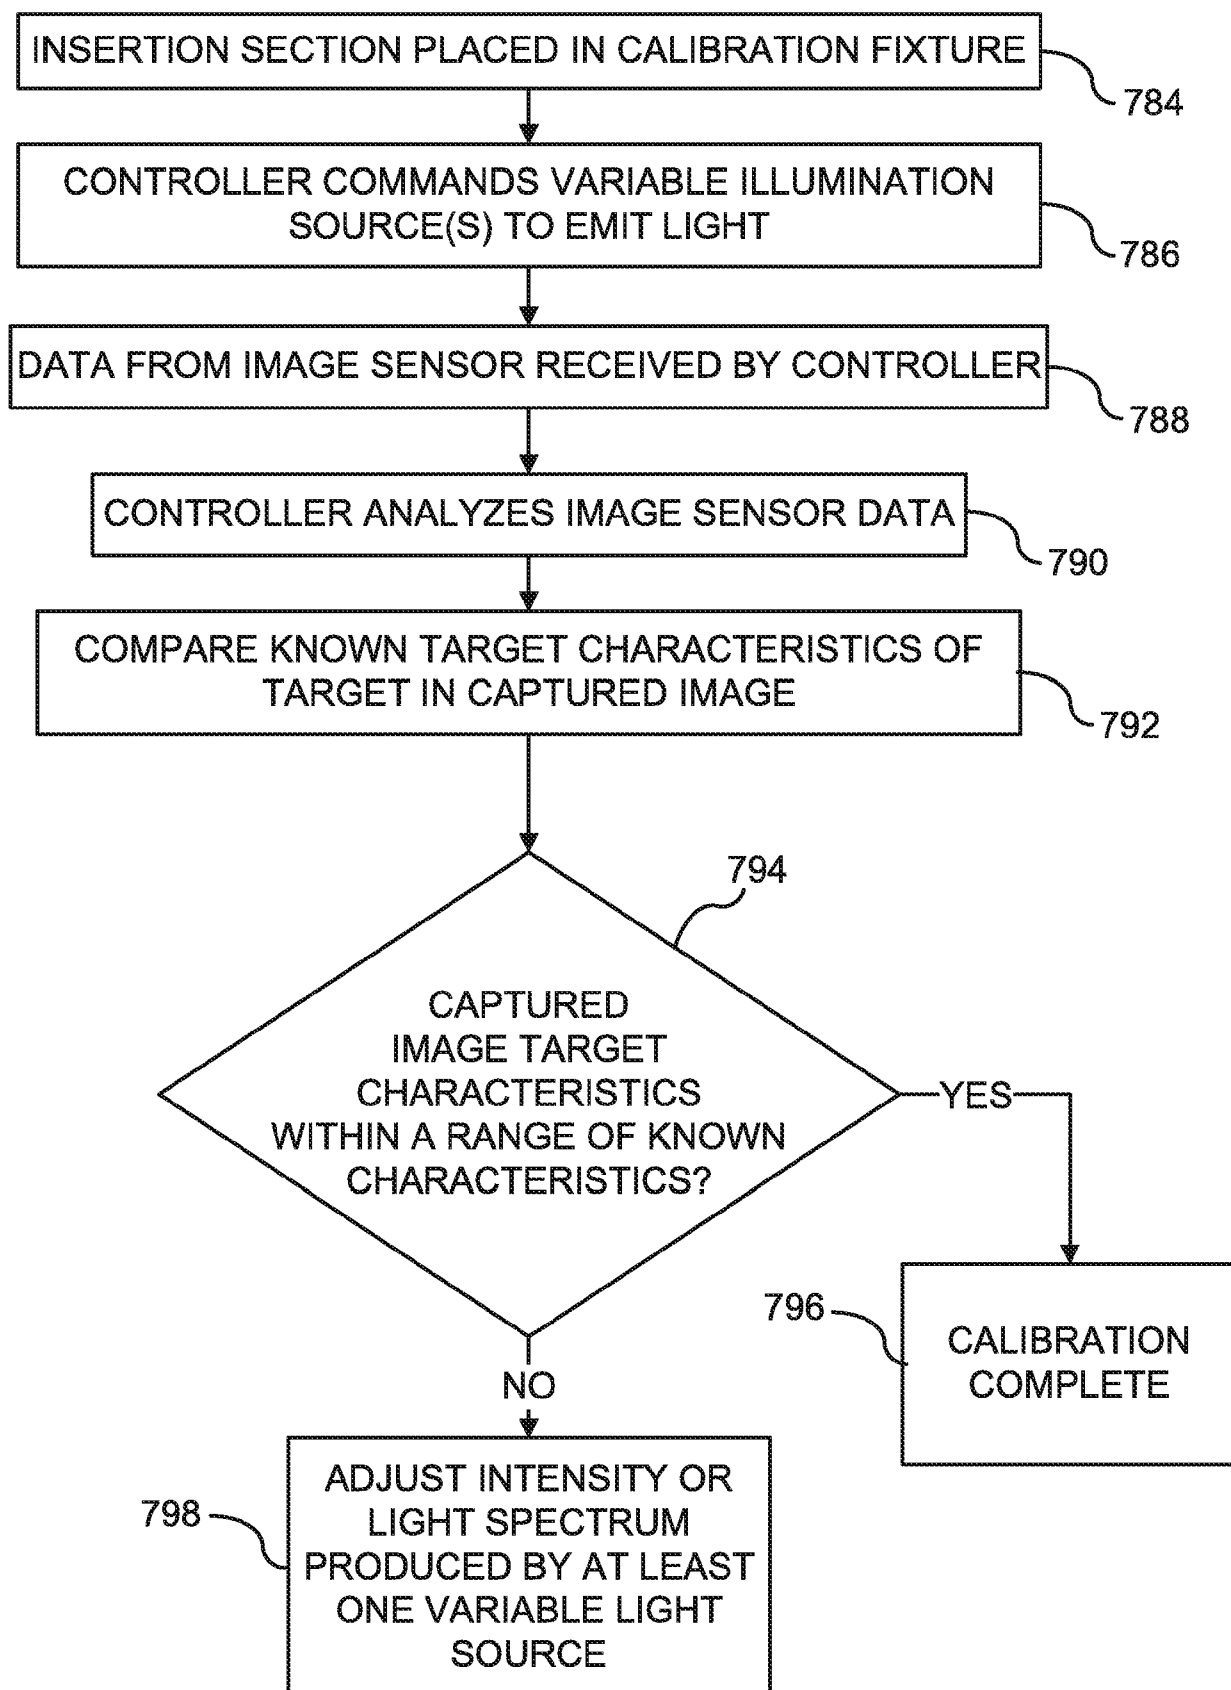 INSERTION SECTION PLACED IN CALIBRATION FIXTURE
784
CONTROLLER COMMANDS VARIABLE ILLUMINATION
SOURCE(S) TO EMIT LIGHT
786
DATA FROM IMAGE SENSOR RECEIVED BY CONTROLLER
788
CONTROLLER ANALYZES IMAGE SENSOR DATA
790
COMPARE KNOWN TARGET CHARACTERISTICS OF
TARGET IN CAPTURED IMAGE
792
794
CAPTURED
IMAGE TARGET
CHARACTERISTICS
WITHIN A RANGE OF KNOWN
CHARACTERISTICS?
YES
796
CALIBRATION
COMPLETE
NO
798
ADJUST INTENSITY OR
LIGHT SPECTRUM
PRODUCED BY AT LEAST
ONE VARIABLE LIGHT
SOURCE